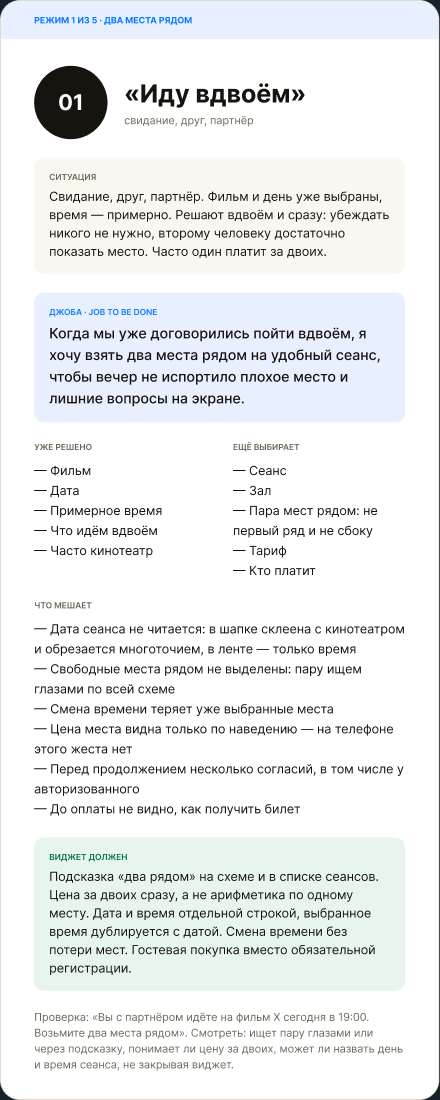 РЕЖИМ 1 ИЗ 5 · ДВА МЕСТА РЯДОМ
01
«Иду вдвоём»
свидание, друг, партнёр
СИТУАЦИЯ
Свидание, друг, партнёр. Фильм и день уже выбраны,
время — примерно. Решают вдвоём и сразу: убеждать
никого не нужно, второму человеку достаточно
показать место. Часто один платит за двоих.
ДЖОБА · JOB TO BE DONE
Когда мы уже договорились пойти вдвоём, я
хочу взять два места рядом на удобный сеанс,
чтобы вечер не испортило плохое место и
лишние вопросы на экране.
УЖЕ РЕШЕНО
— Фильм
— Дата
— Примерное время
— Что идём вдвоём
— Часто кинотеатр
ЕЩЁ ВЫБИРАЕТ
— Сеанс
— Зал
— Пара мест рядом: не
первый ряд и не сбоку
— Тариф
— Кто платит
ЧТО МЕШАЕТ
— Дата сеанса не читается: в шапке склеена с кинотеатром
и обрезается многоточием, в ленте — только время
— Свободные места рядом не выделены: пару ищем
глазами по всей схеме
— Смена времени теряет уже выбранные места
— Цена места видна только по наведению — на телефоне
этого жеста нет
— Перед продолжением несколько согласий, в том числе у
авторизованного
— До оплаты не видно, как получить билет
ВИДЖЕТ ДОЛЖЕН
Подсказка «два рядом» на схеме и в списке сеансов.
Цена за двоих сразу, а не арифметика по одному
месту. Дата и время отдельной строкой, выбранное
время дублируется с датой. Смена времени без
потери мест. Гостевая покупка вместо обязательной
регистрации.
Проверка: «Вы с партнёром идёте на фильм X сегодня в 19:00.
Возьмите два места рядом». Смотреть: ищет пару глазами или
через подсказку, понимает ли цену за двоих, может ли назвать день
и время сеанса, не закрывая виджет.